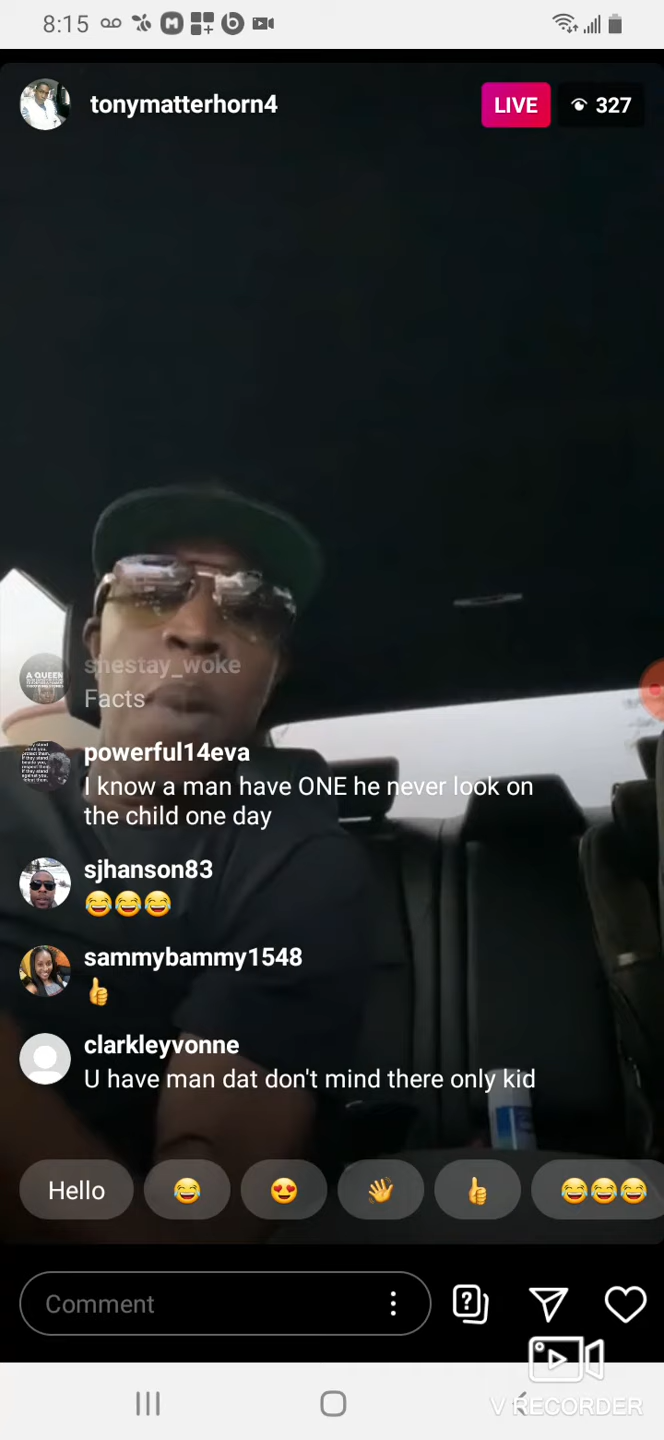 8:15
tonymatterhorn4
LIVE
327
shestay_woke
Facts
powerful14eva
I know a man have ONE he never look on
the child one day
sjhanson83
😂😂😂
sammybammy1548
👍
clarkleyvonne
U have man dat don't mind there only kid
Hello 😂 😍 👋 👍 😂😂😂
Comment
V RECORDER